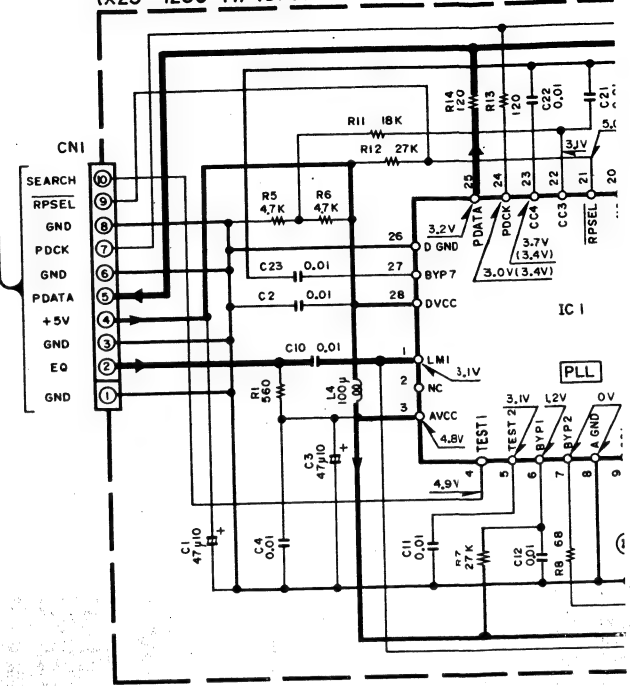 R14
120
R13
120
C22
0.01
C21
R11 18K
R12 27K
3.1V
CN1
SEARCH 10
RPSEL 9
GND 8
PDCK 7
GND 6
PDATA 5
+5V 4
GND 3
EQ 2
GND 1
R5
4.7K
R6
4.7K
25
24
23
22
21
20
PDATA
PDCK
CC4
CC3
RPSEL
3.2V
3.7V
(3.4V)
3.0V(3.4V)
26 D GND
27 BYP7
28 DVCC
C23 0.01
C2 0.01
C10 0.01
IC1
1 LM1
2 NC
3 AVCC
3.1V
4.8V
PLL
R1
560
L4
100μ
C3
47μ10
+
TEST1
TEST2
BYP1
BYP2
A GND
3.1V
1.2V
0V
4
5
6
7
8
9
4.9V
C1
47μ10
+
C4
0.01
C11
0.01
R7
27K
C12
0.01
R8 68